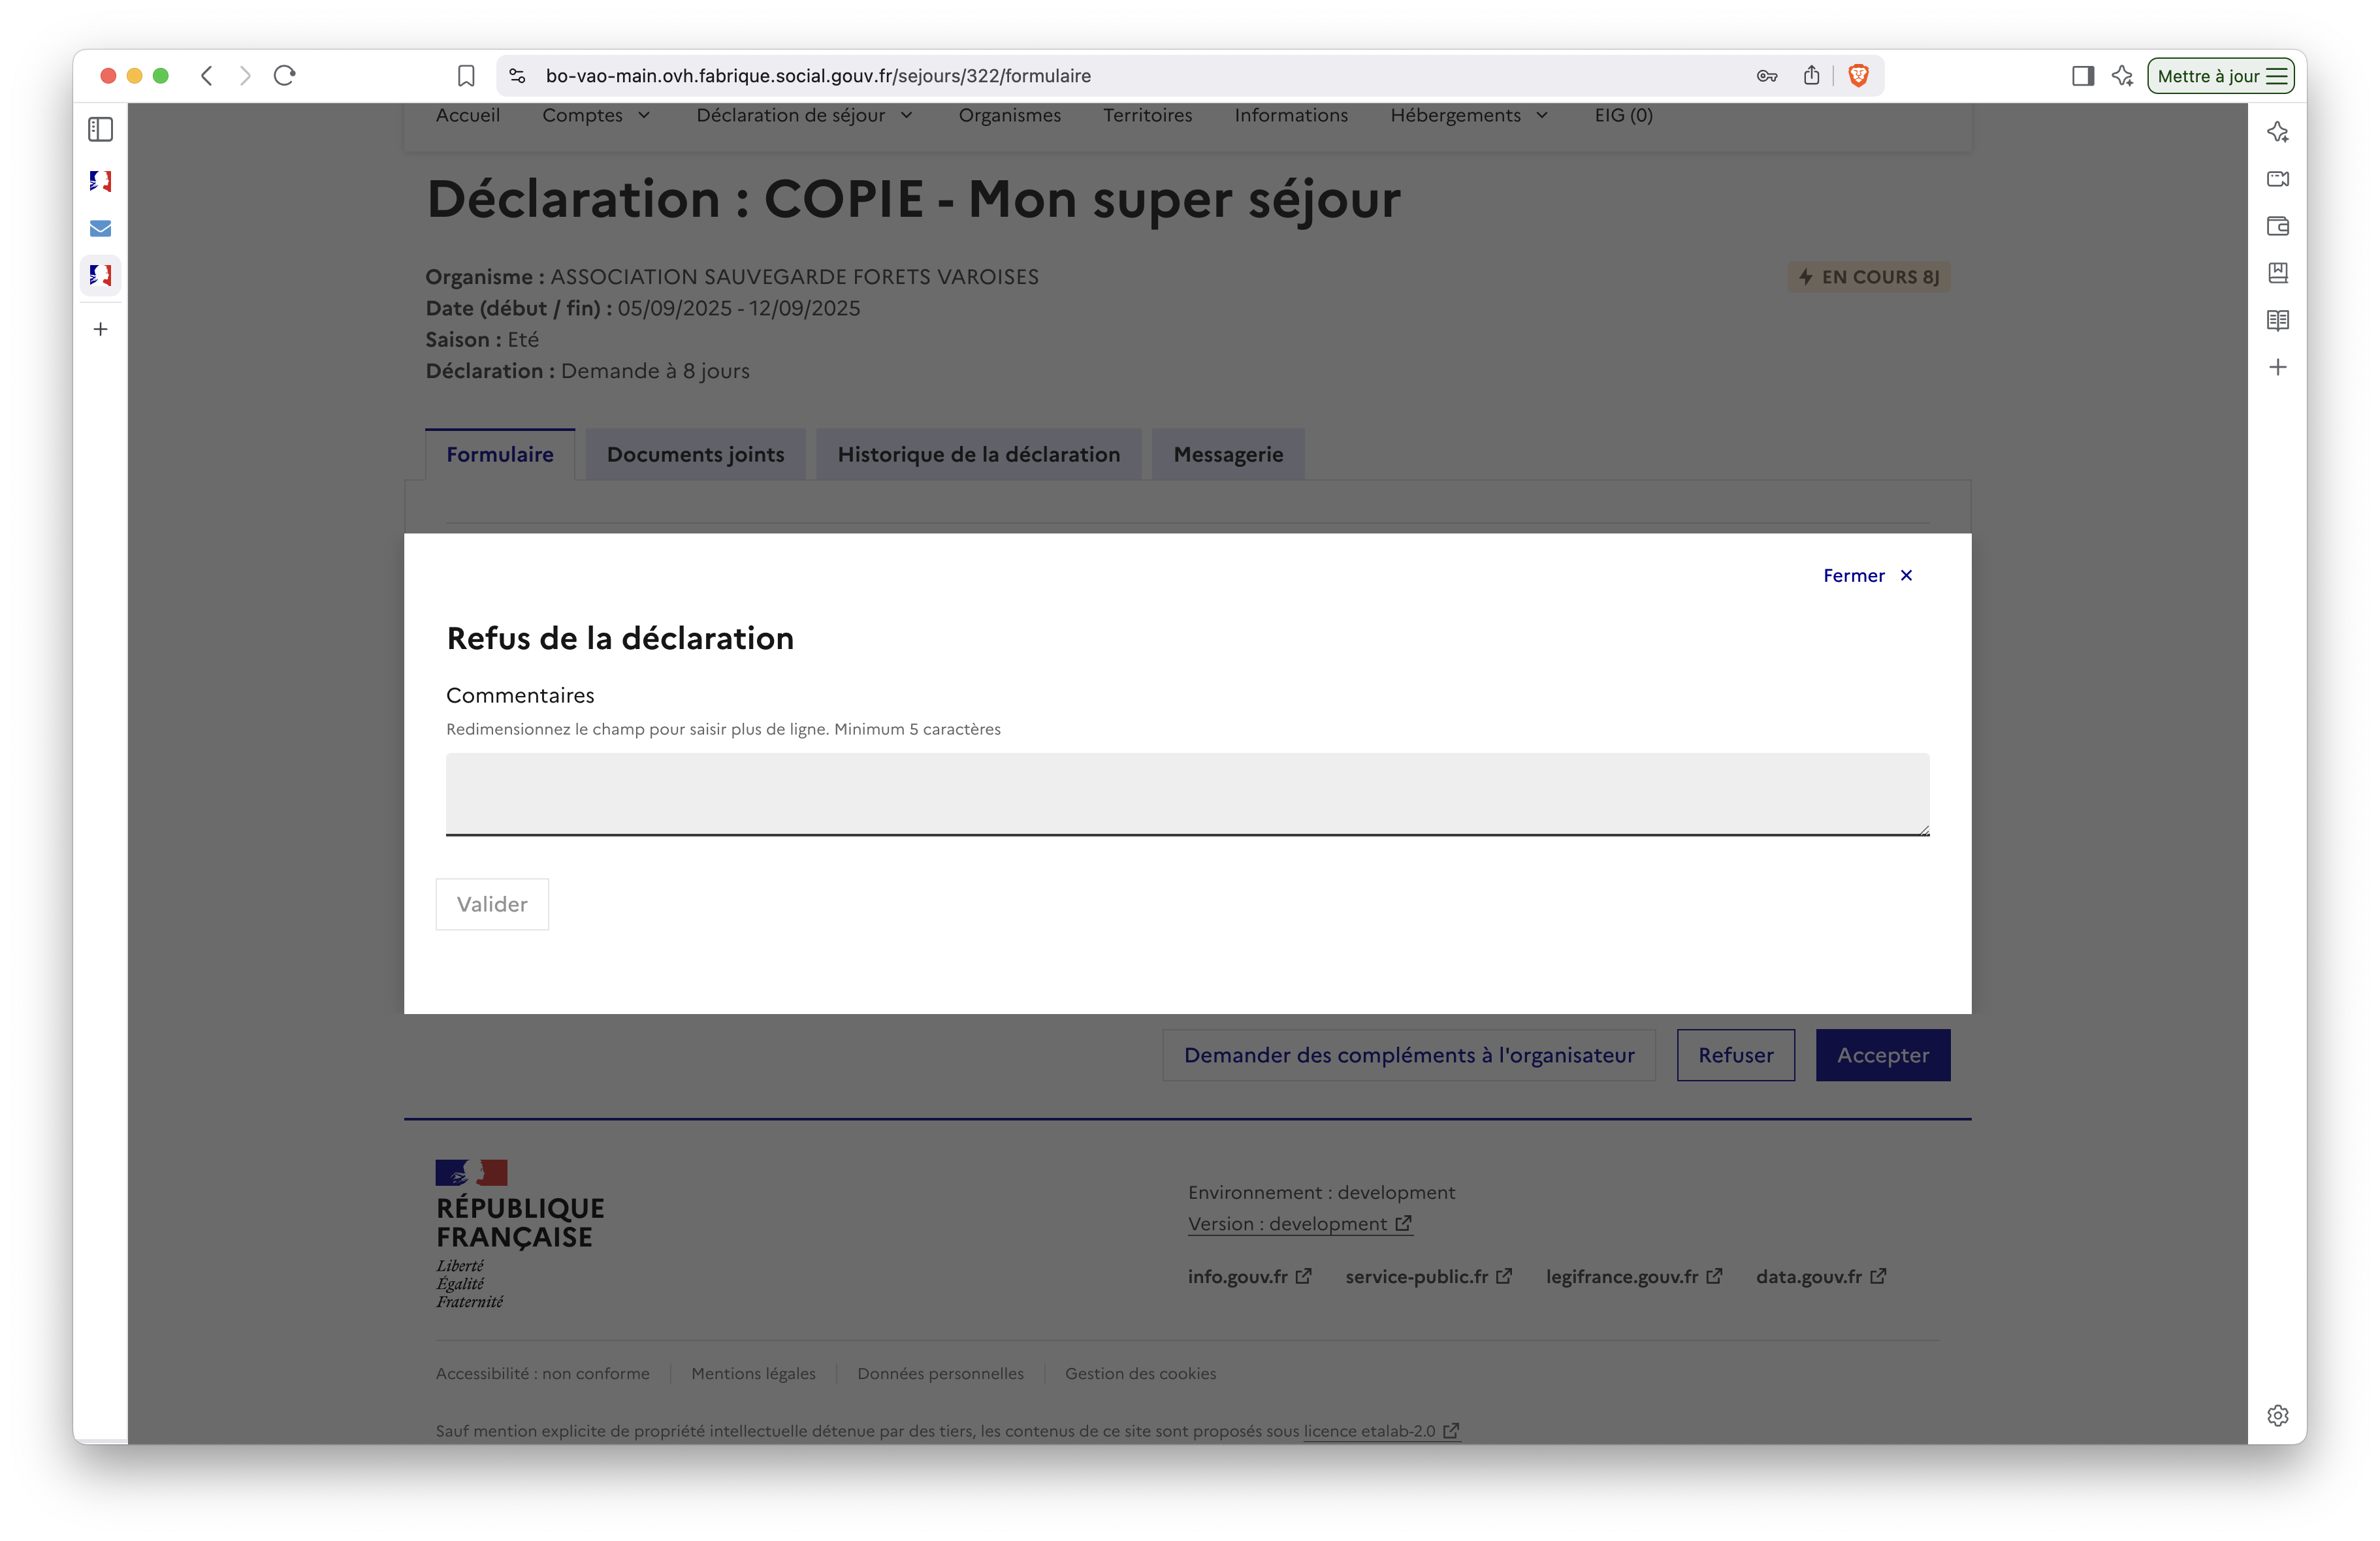 bo-vao-main.ovh.fabrique.social.gouv.fr/sejours/322/formulaire
Mettre à jour
Accueil Comptes Déclaration de séjour Organismes Territoires Informations Hébergements EIG (0)
Déclaration : COPIE - Mon super séjour
Organisme : ASSOCIATION SAUVEGARDE FORETS VAROISES
EN COURS 8J
Date (début / fin) : 05/09/2025 - 12/09/2025
Saison : Eté
Déclaration : Demande à 8 jours
Formulaire Documents joints Historique de la déclaration Messagerie
Fermer
Refus de la déclaration
Commentaires
Redimensionnez le champ pour saisir plus de ligne. Minimum 5 caractères
Valider
Demander des compléments à l'organisateur Refuser Accepter
RÉPUBLIQUE
FRANÇAISE
Liberté
Égalité
Fraternité
Environnement : development
Version : development
info.gouv.fr service-public.fr legifrance.gouv.fr data.gouv.fr
Accessibilité : non conforme Mentions légales Données personnelles Gestion des cookies
Sauf mention explicite de propriété intellectuelle détenue par des tiers, les contenus de ce site sont proposés sous licence etalab-2.0